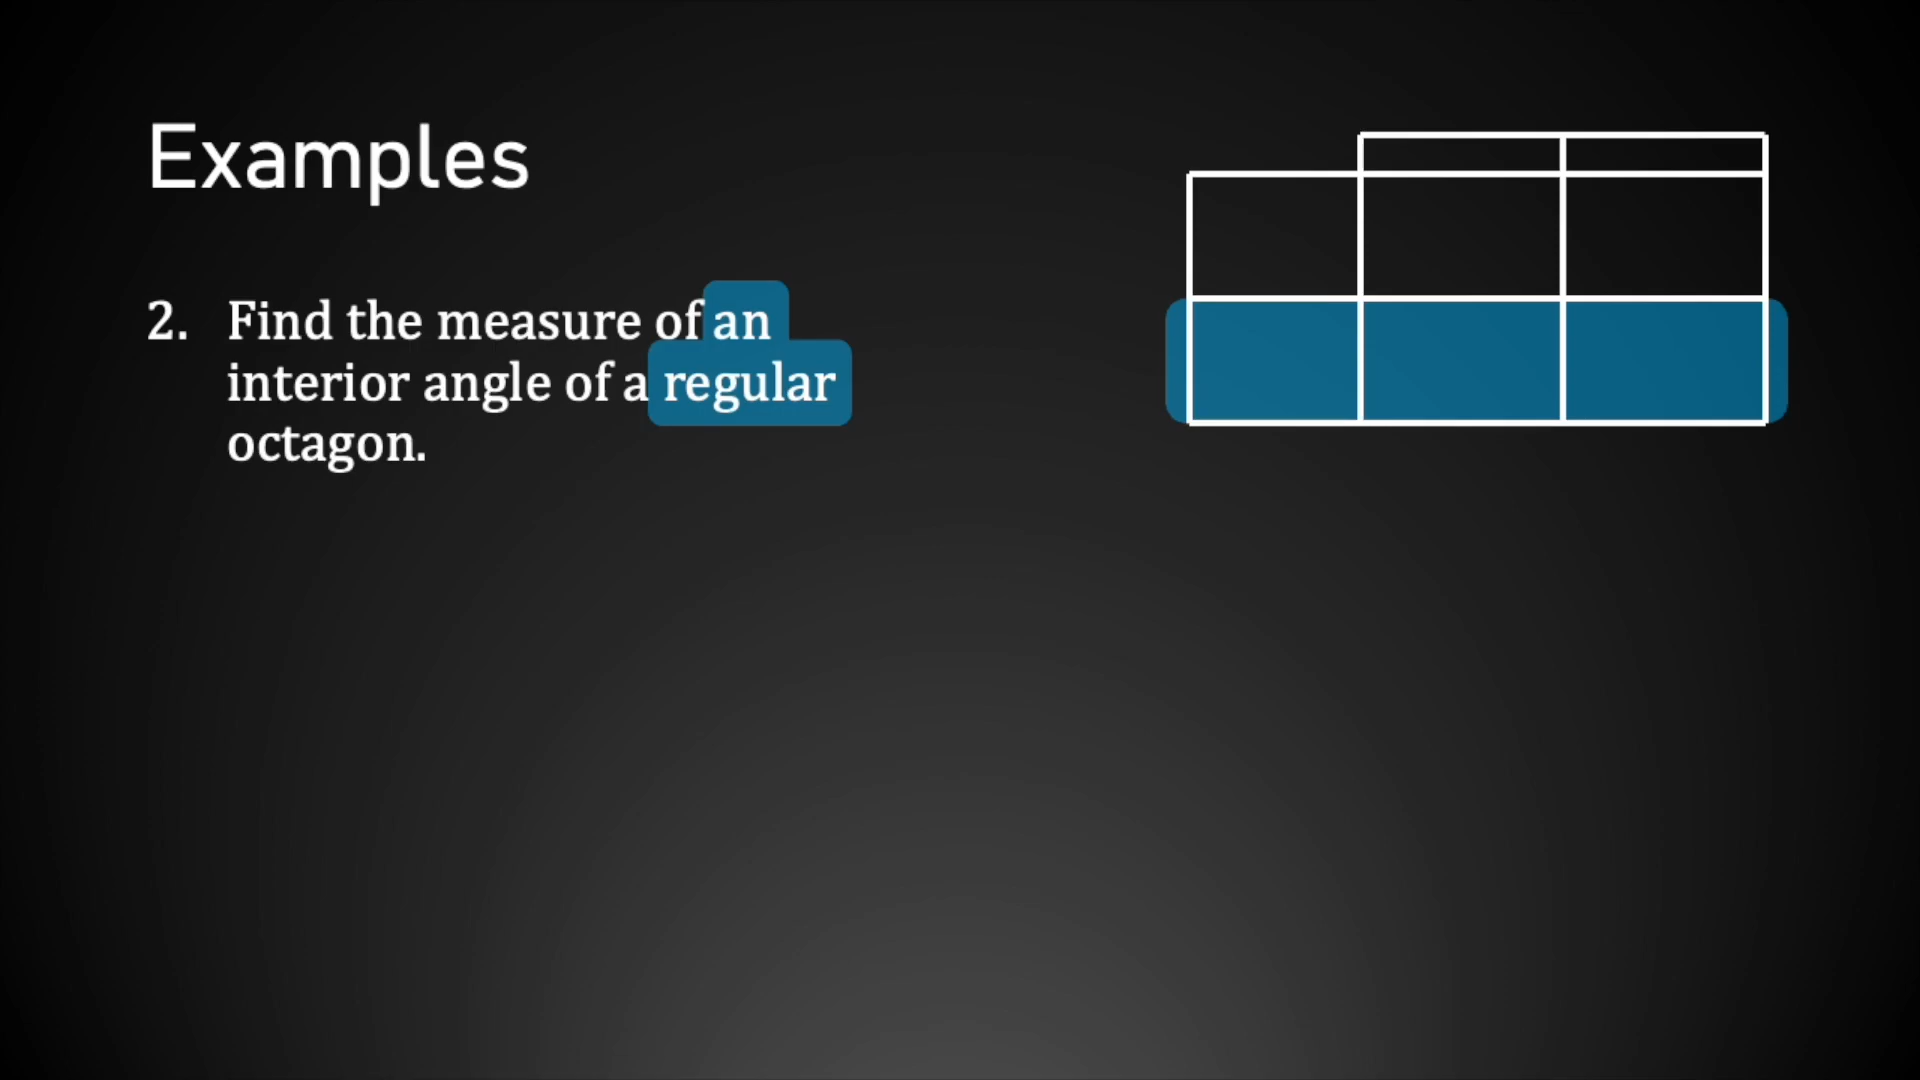 Examples
2. Find the measure of an
interior angle of a regular
octagon.